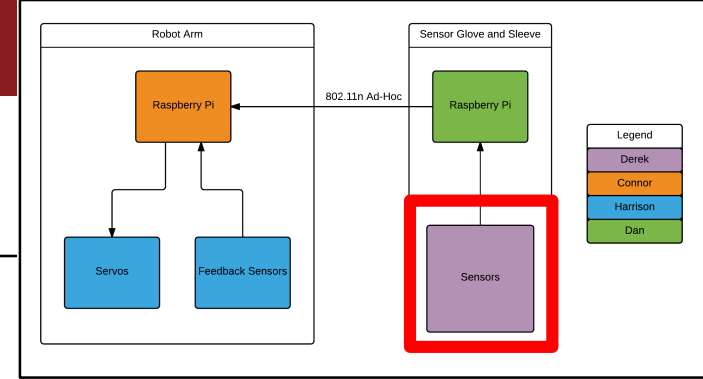 Robot Arm
Sensor Glove and Sleeve
Raspberry Pi
802.11n Ad-Hoc
Raspberry Pi
Servos
Feedback Sensors
Sensors
Legend
Derek
Connor
Harrison
Dan